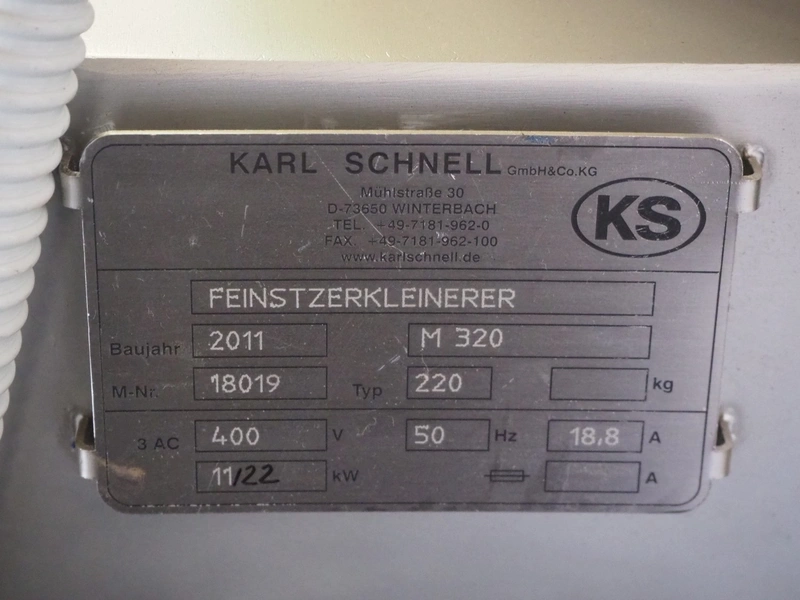 KARL SCHNELL GmbH&Co.KG
Mühlstraße 30
D-73650 WINTERBACH
TEL. +49-7181-962-0
FAX +49-7181-962-100
www.karlschnell.de
KS
FEINSTZERKLEINERER
Baujahr 2011 M 320
M-Nr. 18019 Typ 220 kg
3 AC 400 V 50 Hz 18,8 A
11/22 kW A